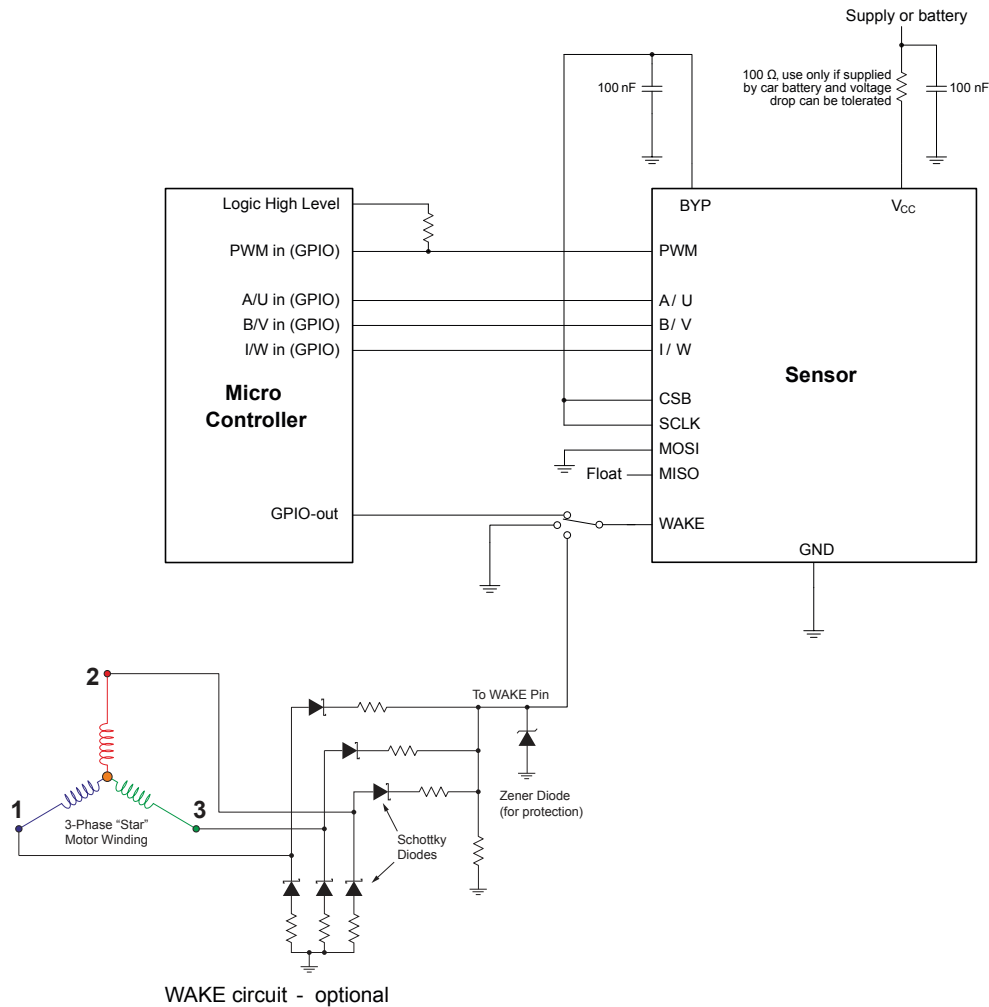 Supply or battery
100 Ω, use only if supplied
by car battery and voltage
drop can be tolerated
100 nF
100 nF
BYP
VCC
Logic High Level
PWM in (GPIO)
PWM
A/U in (GPIO)
A / U
B/V in (GPIO)
B / V
I/W in (GPIO)
I / W
Micro
Controller
Sensor
CSB
SCLK
MOSI
Float
MISO
GPIO-out
WAKE
GND
2
To WAKE Pin
1
3
3-Phase “Star”
Motor Winding
Zener Diode
(for protection)
Schottky
Diodes
WAKE circuit - optional